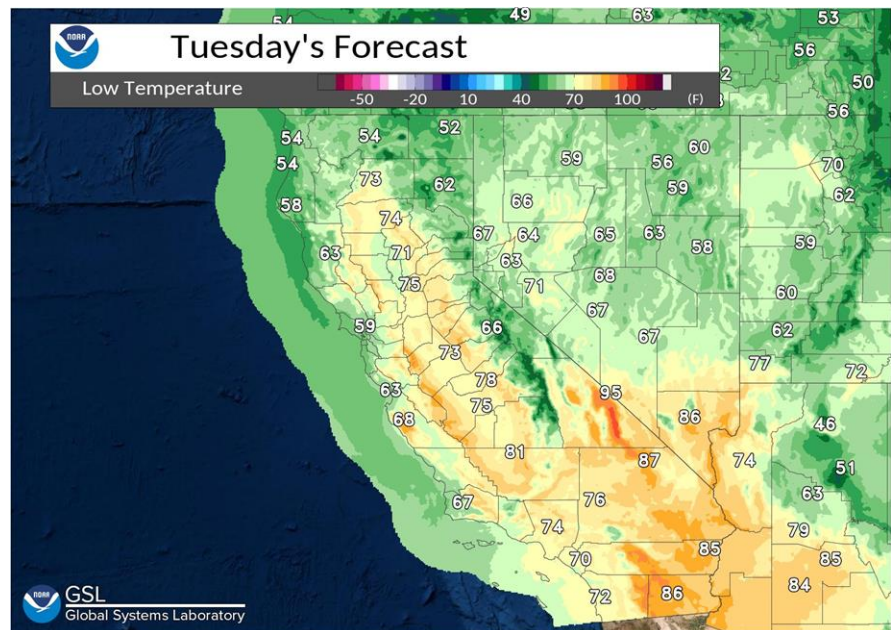 54 49 63 53
NOAA
Tuesday's Forecast
56
Low Temperature
-50 -20 10 40 70 100 (F)
50
56
54 54 52 60
54 59 56 70
73 62 59 62
58 66
74
67 64 65 63 59
63 71 63 58
75 71 68
60
67
59 66 67 62
73 77
78 72
63 75 95
68 86 46
81 87 74 51
67 76 63
74 79
70 85 85
84
72 86
NOAA
GSL
Global Systems Laboratory